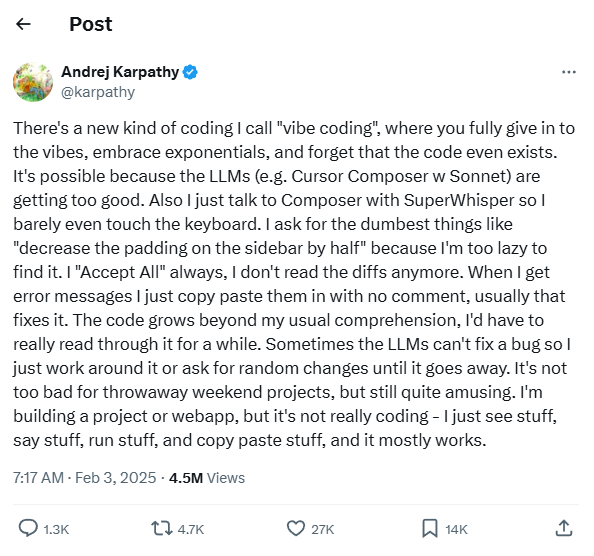 Post
Andrej Karpathy
@karpathy
There's a new kind of coding I call "vibe coding", where you fully give in to
the vibes, embrace exponentials, and forget that the code even exists.
It's possible because the LLMs (e.g. Cursor Composer w Sonnet) are
getting too good. Also I just talk to Composer with SuperWhisper so I
barely even touch the keyboard. I ask for the dumbest things like
"decrease the padding on the sidebar by half" because I'm too lazy to
find it. I "Accept All" always, I don't read the diffs anymore. When I get
error messages I just copy paste them in with no comment, usually that
fixes it. The code grows beyond my usual comprehension, I'd have to
really read through it for a while. Sometimes the LLMs can't fix a bug so I
just work around it or ask for random changes until it goes away. It's not
too bad for throwaway weekend projects, but still quite amusing. I'm
building a project or webapp, but it's not really coding - I just see stuff,
say stuff, run stuff, and copy paste stuff, and it mostly works.
7:17 AM · Feb 3, 2025 · 4.5M Views
1.3K 4.7K 27K 14K